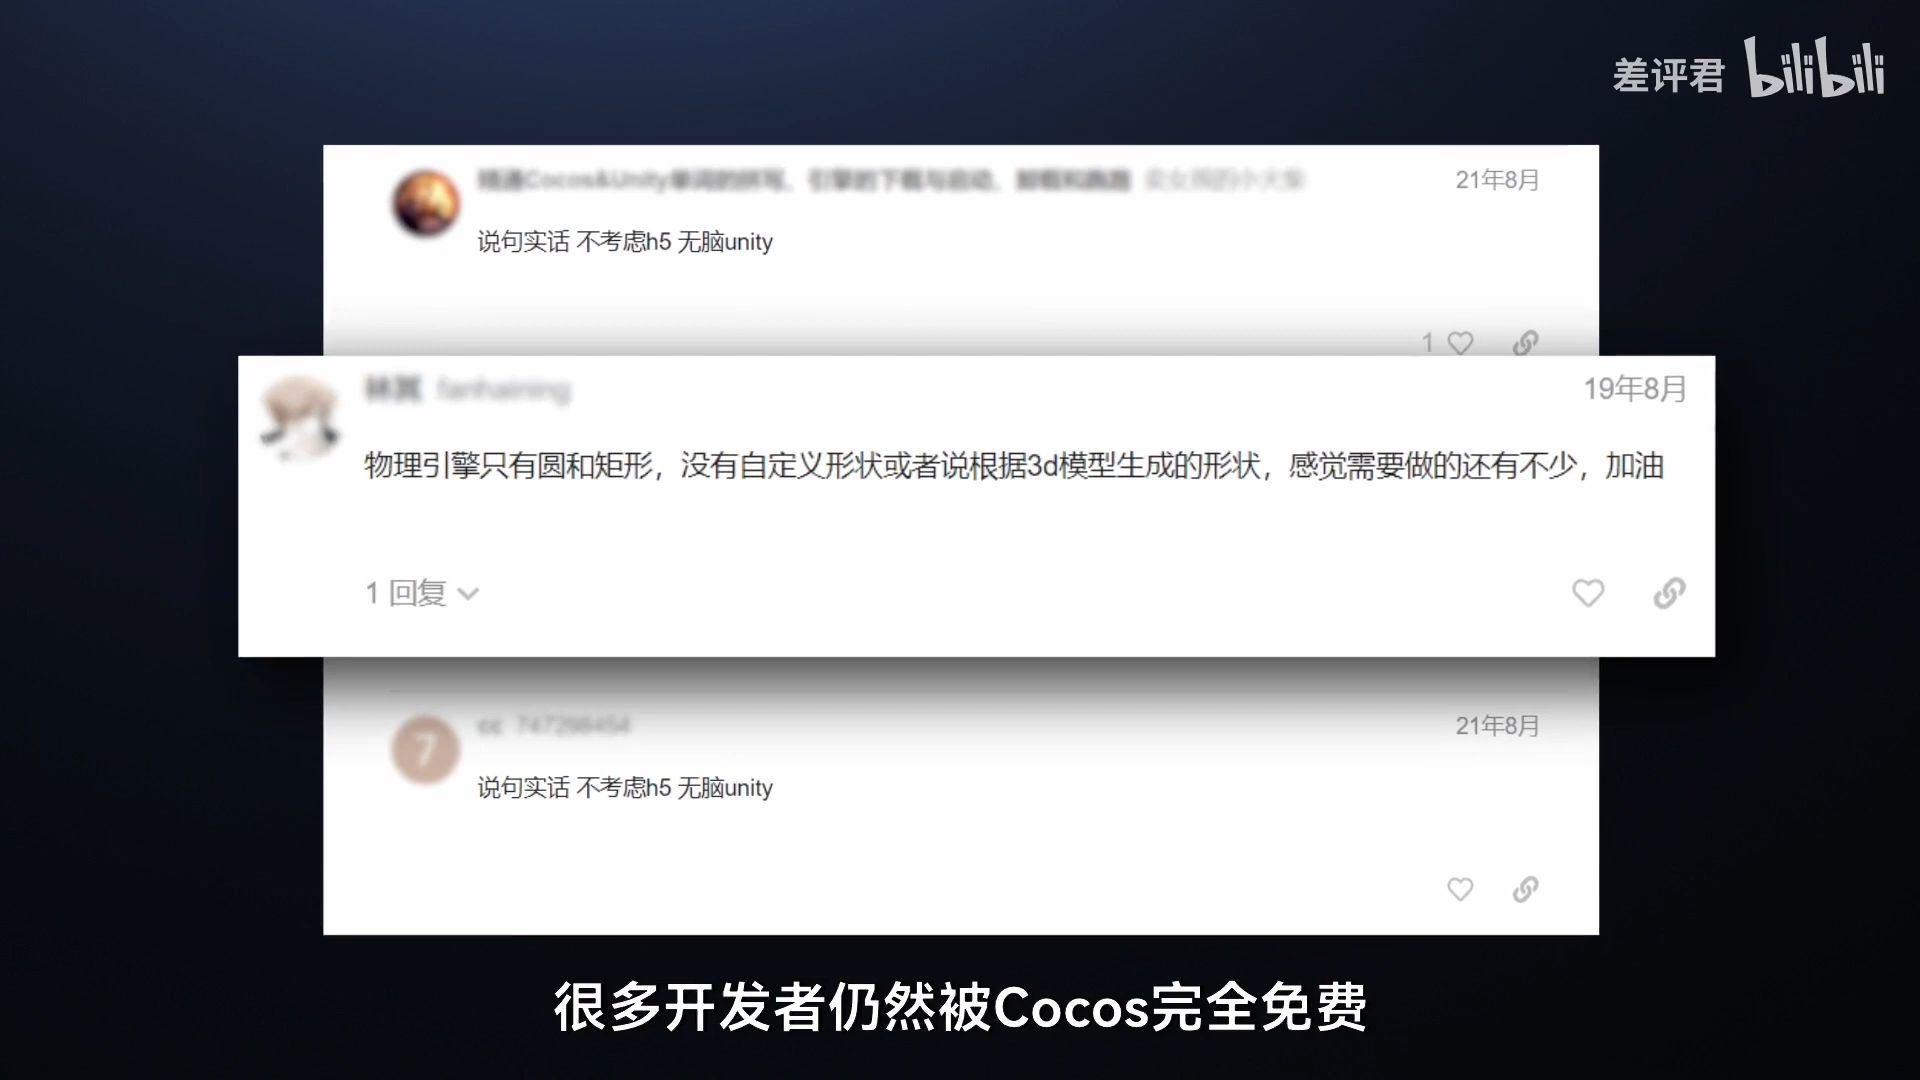 差评君 bilibili
21年8月
说句实话 不考虑h5 无脑unity
1
19年8月
物理引擎只有圆和矩形，没有自定义形状或者说根据3d模型生成的形状，感觉需要做的还有不少，加油
1 回复
21年8月
7
说句实话 不考虑h5 无脑unity
很多开发者仍然被Cocos完全免费